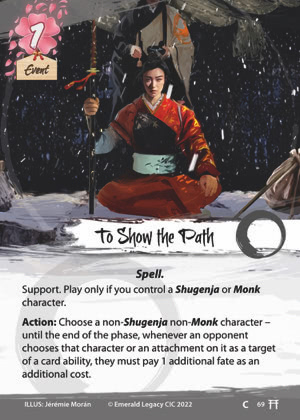 1
Event
To Show the Path
Spell.
Support. Play only if you control a Shugenja or Monk
character.
Action: Choose a non-Shugenja non-Monk character –
until the end of the phase, whenever an opponent
chooses that character or an attachment on it as a target
of a card ability, they must pay 1 additional fate as an
additional cost.
ILLUS: Jérémie Morán © Emerald Legacy CIC 2022 C 69